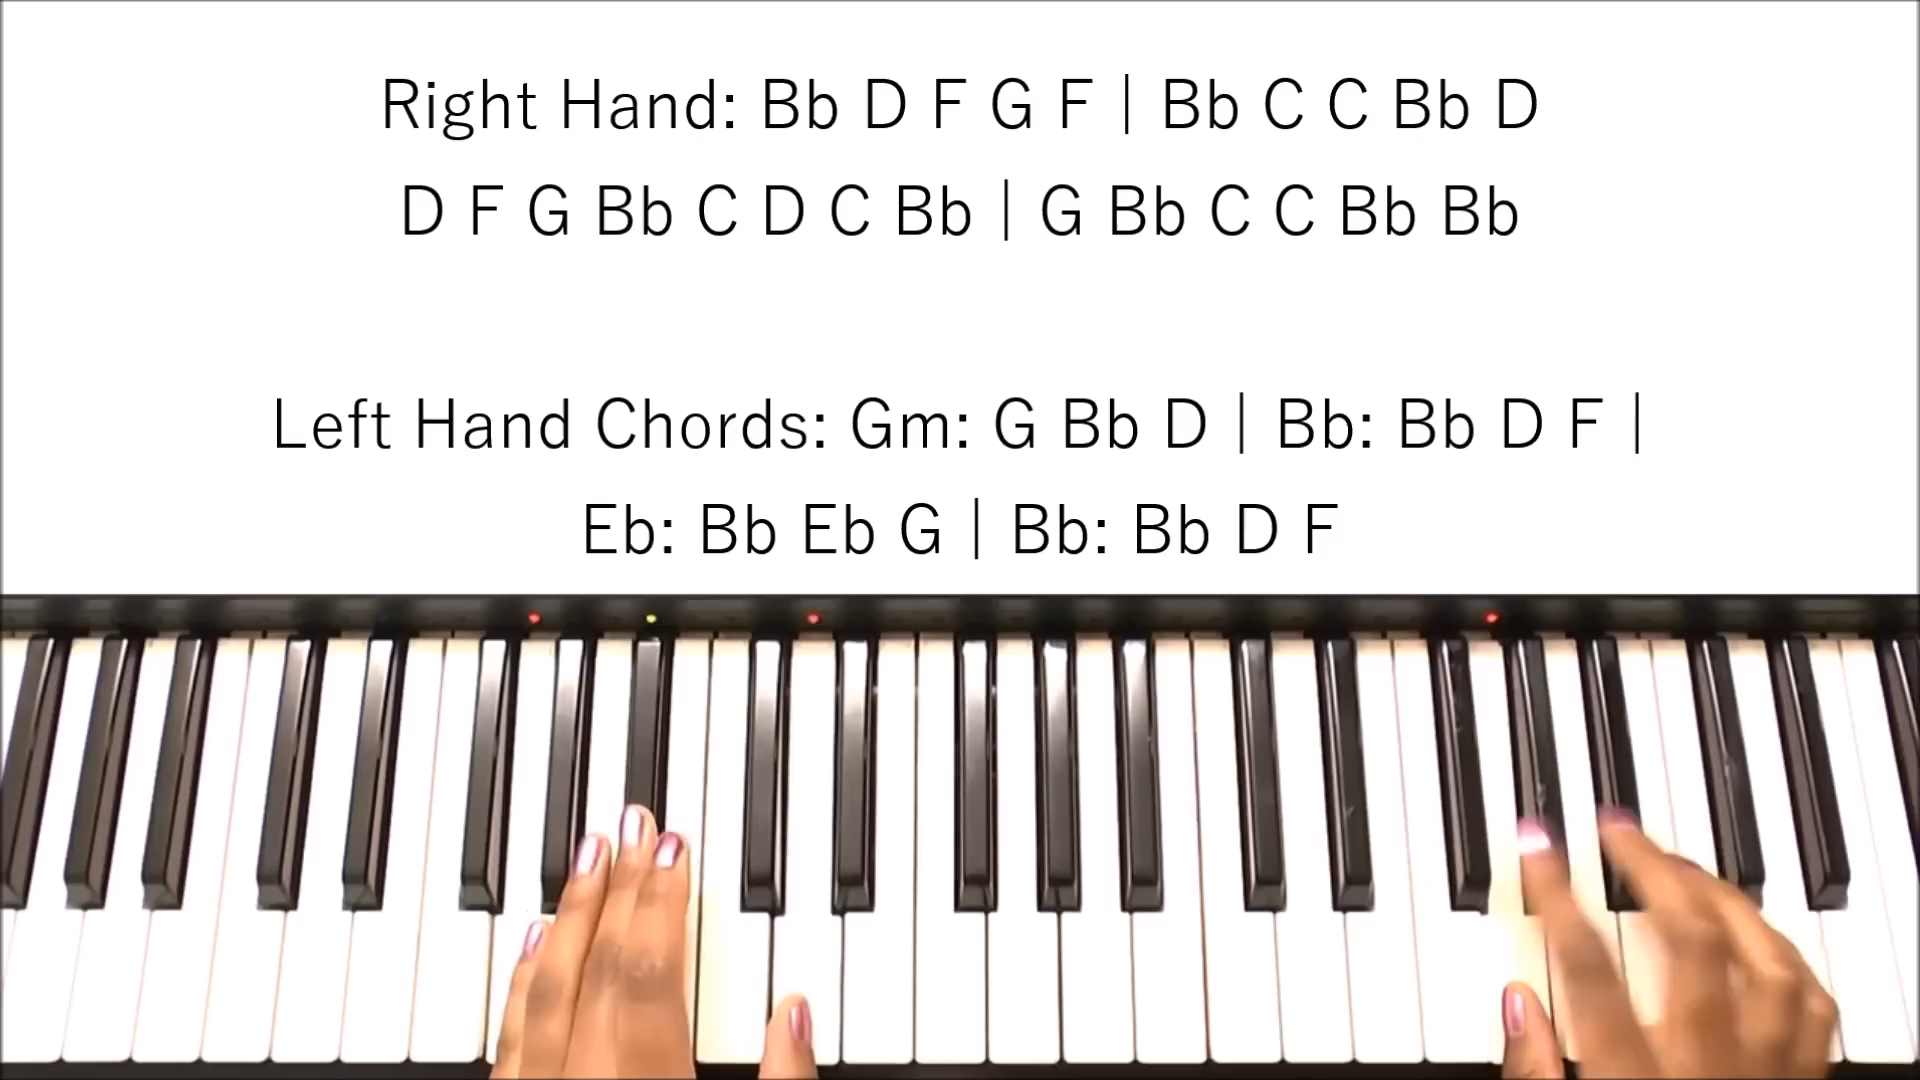 Right Hand: Bb D F G F | Bb C C Bb D
D F G Bb C D C Bb | G Bb C C Bb Bb
Left Hand Chords: Gm: G Bb D | Bb: Bb D F |
Eb: Bb Eb G | Bb: Bb D F